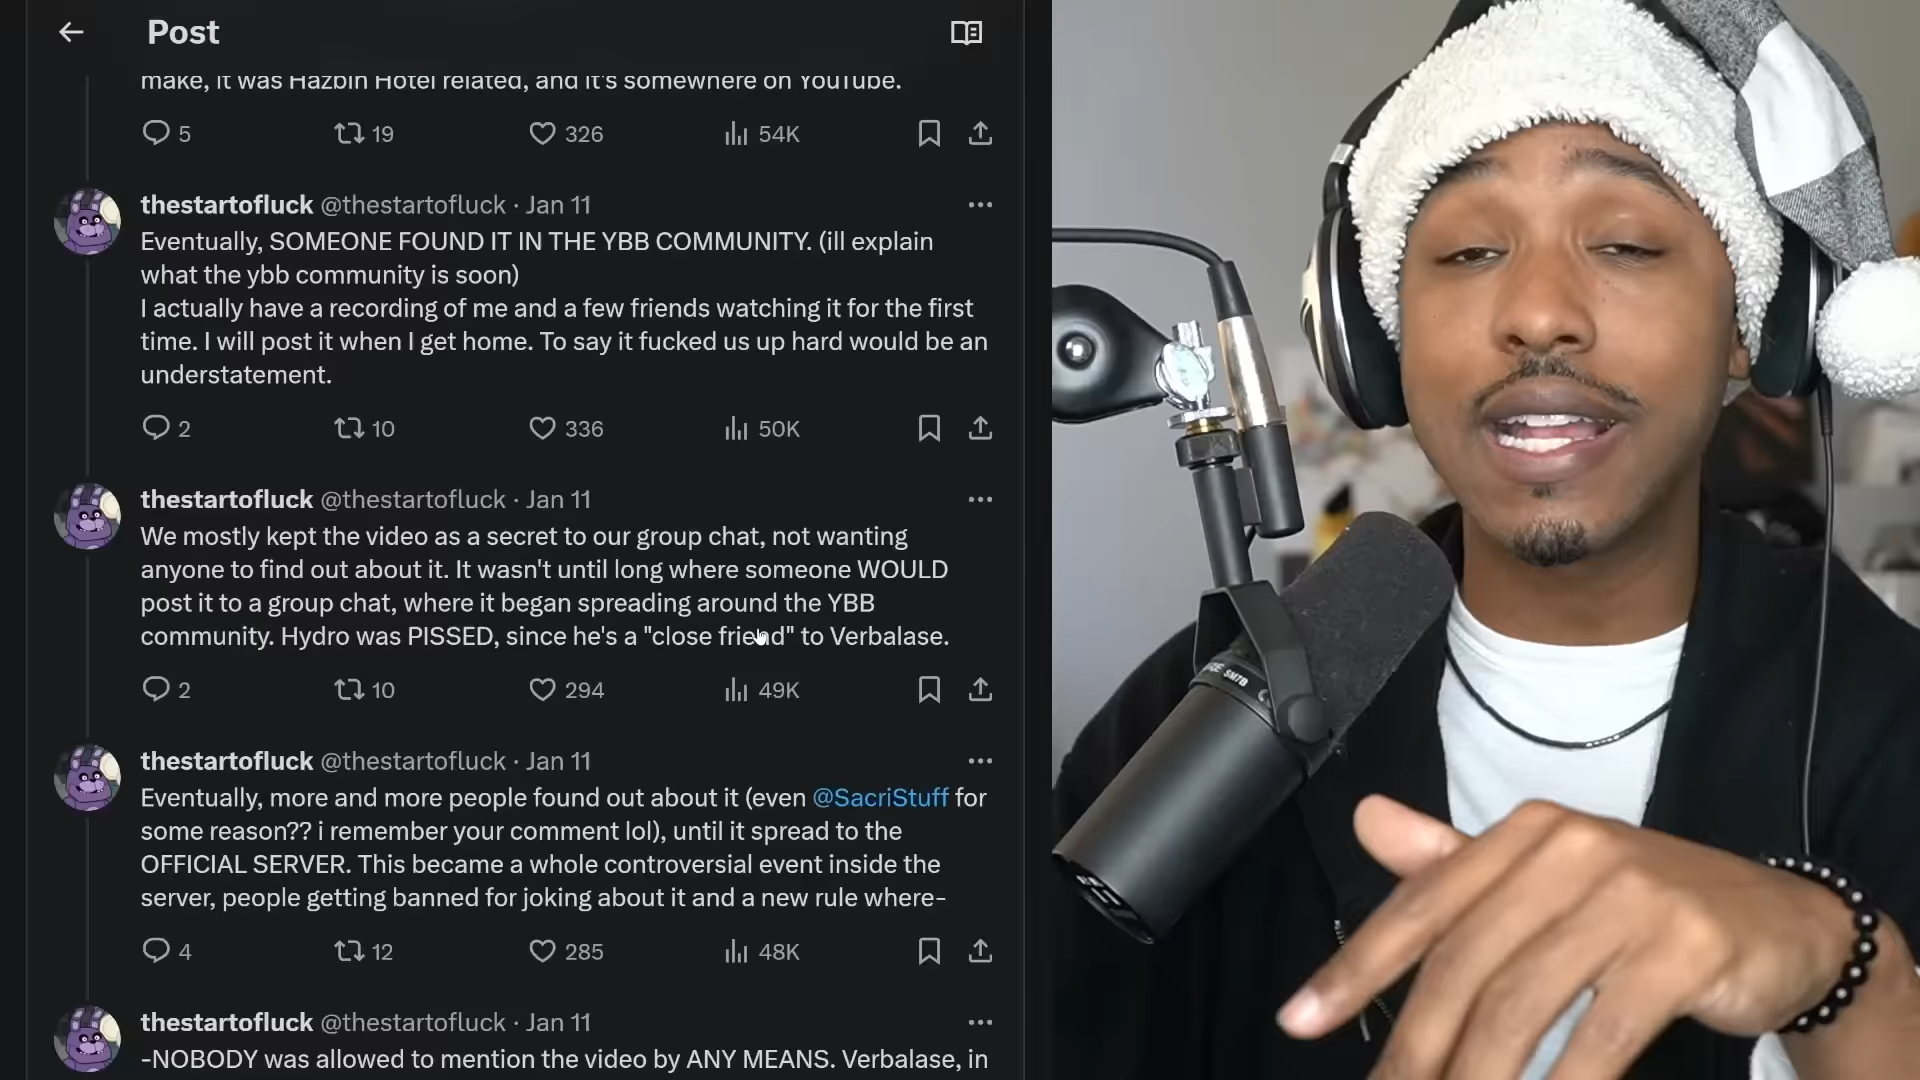 Post
make, it was Hazbin Hotel related, and it's somewhere on YouTube.
5 19 326 54K
thestartofluck @thestartofluck · Jan 11
Eventually, SOMEONE FOUND IT IN THE YBB COMMUNITY. (ill explain
what the ybb community is soon)
I actually have a recording of me and a few friends watching it for the first
time. I will post it when I get home. To say it fucked us up hard would be an
understatement.
2 10 336 50K
thestartofluck @thestartofluck · Jan 11
We mostly kept the video as a secret to our group chat, not wanting
anyone to find out about it. It wasn't until long where someone WOULD
post it to a group chat, where it began spreading around the YBB
community. Hydro was PISSED, since he's a "close friend" to Verbalase.
2 10 294 49K
thestartofluck @thestartofluck · Jan 11
Eventually, more and more people found out about it (even @SacriStuff for
some reason?? i remember your comment lol), until it spread to the
OFFICIAL SERVER. This became a whole controversial event inside the
server, people getting banned for joking about it and a new rule where-
4 12 285 48K
thestartofluck @thestartofluck · Jan 11
-NOBODY was allowed to mention the video by ANY MEANS. Verbalase, in
SM7B